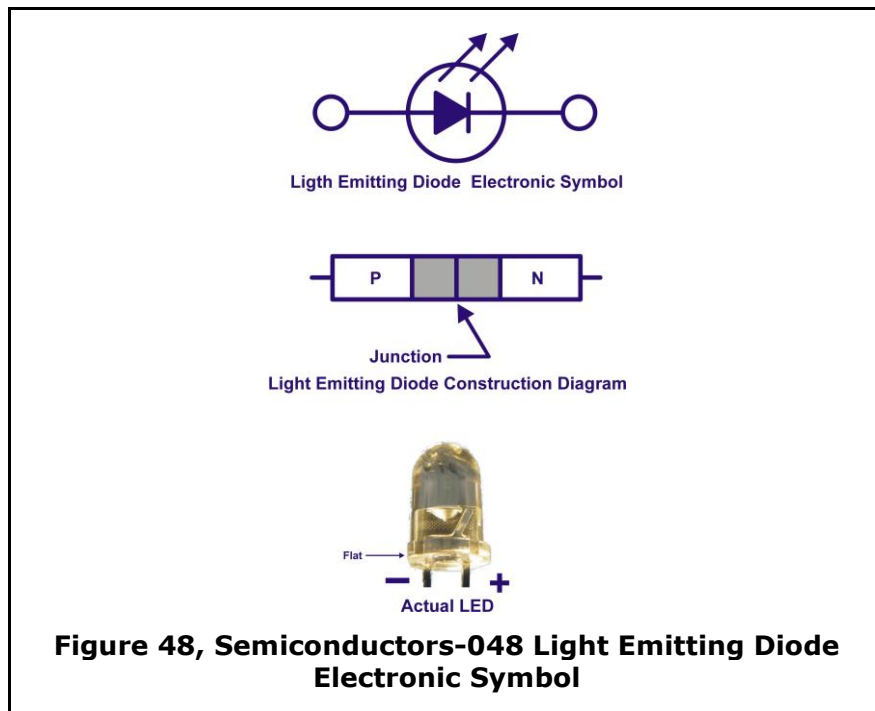 Ligth Emitting Diode Electronic Symbol
P N
Junction
Light Emitting Diode Construction Diagram
Flat
- +
Actual LED
Figure 48, Semiconductors-048 Light Emitting Diode
Electronic Symbol